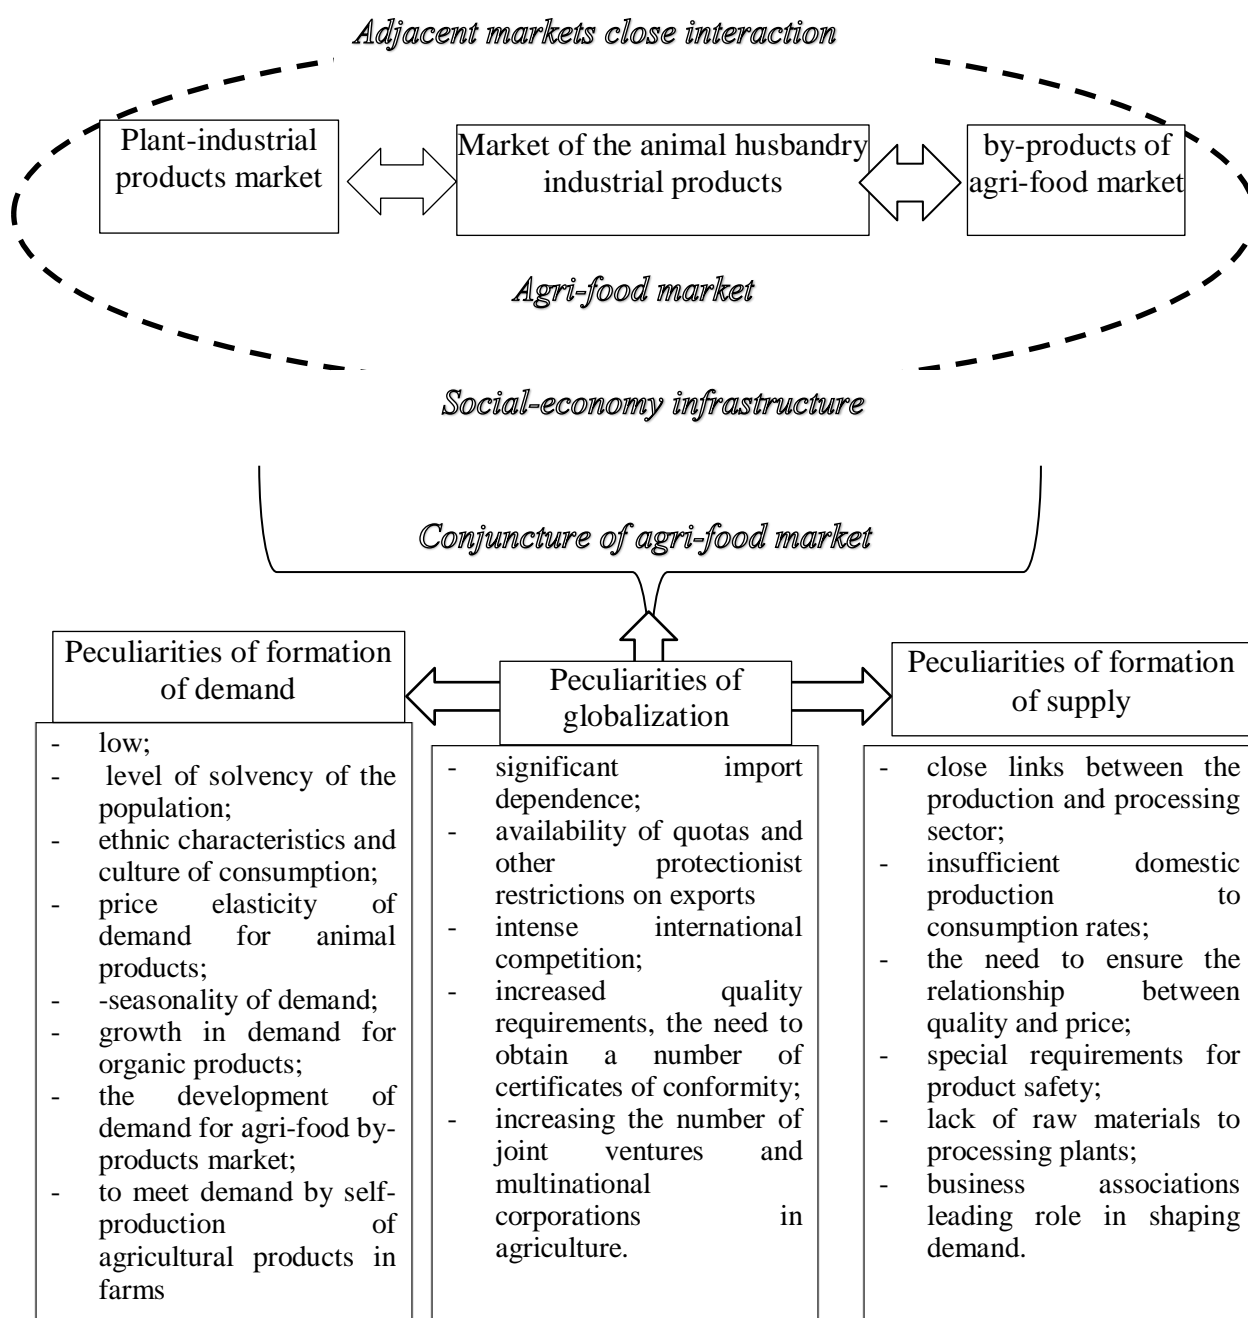 Adjacent markets close interaction
Plant-industrial
products market
Market of the animal husbandry
industrial products
by-products of
agri-food market
Agri-food market
Social-economy infrastructure
Conjuncture of agri-food market
Peculiarities of formation
of demand
- low;
- level of solvency of the
population;
- ethnic characteristics and
culture of consumption;
- price elasticity of
demand for animal
products;
- -seasonality of demand;
- growth in demand for
organic products;
- the development of
demand for agri-food by-
products market;
- to meet demand by self-
production of
agricultural products in
farms
Peculiarities of
globalization
- significant import
dependence;
- availability of quotas and
other protectionist
restrictions on exports
- intense international
competition;
- increased quality
requirements, the need to
obtain a number of
certificates of conformity;
- increasing the number of
joint ventures and
multinational
corporations in
agriculture.
Peculiarities of formation
of supply
- close links between the
production and processing
sector;
- insufficient domestic
production to
consumption rates;
- the need to ensure the
relationship between
quality and price;
- special requirements for
product safety;
- lack of raw materials to
processing plants;
- business associations
leading role in shaping
demand.